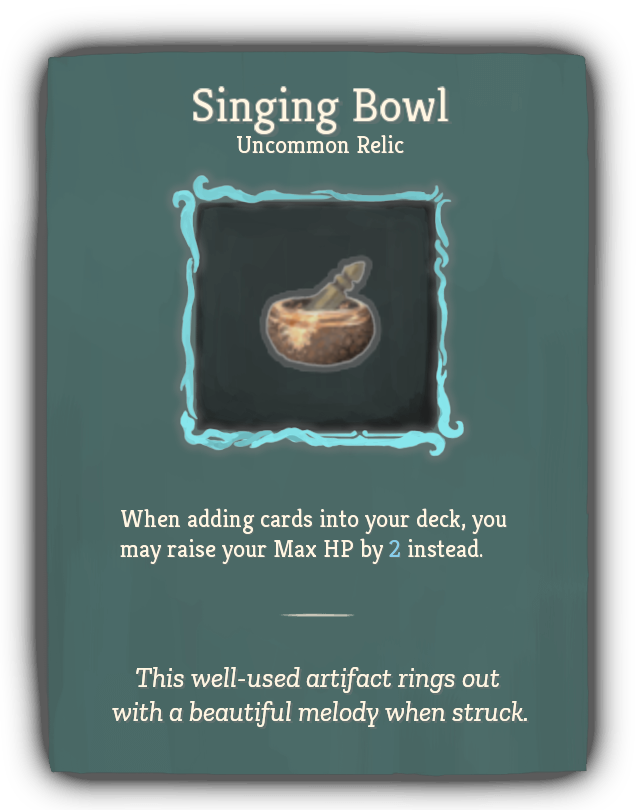 Singing Bowl
Uncommon Relic
When adding cards into your deck, you
may raise your Max HP by 2 instead.
This well-used artifact rings out
with a beautiful melody when struck.